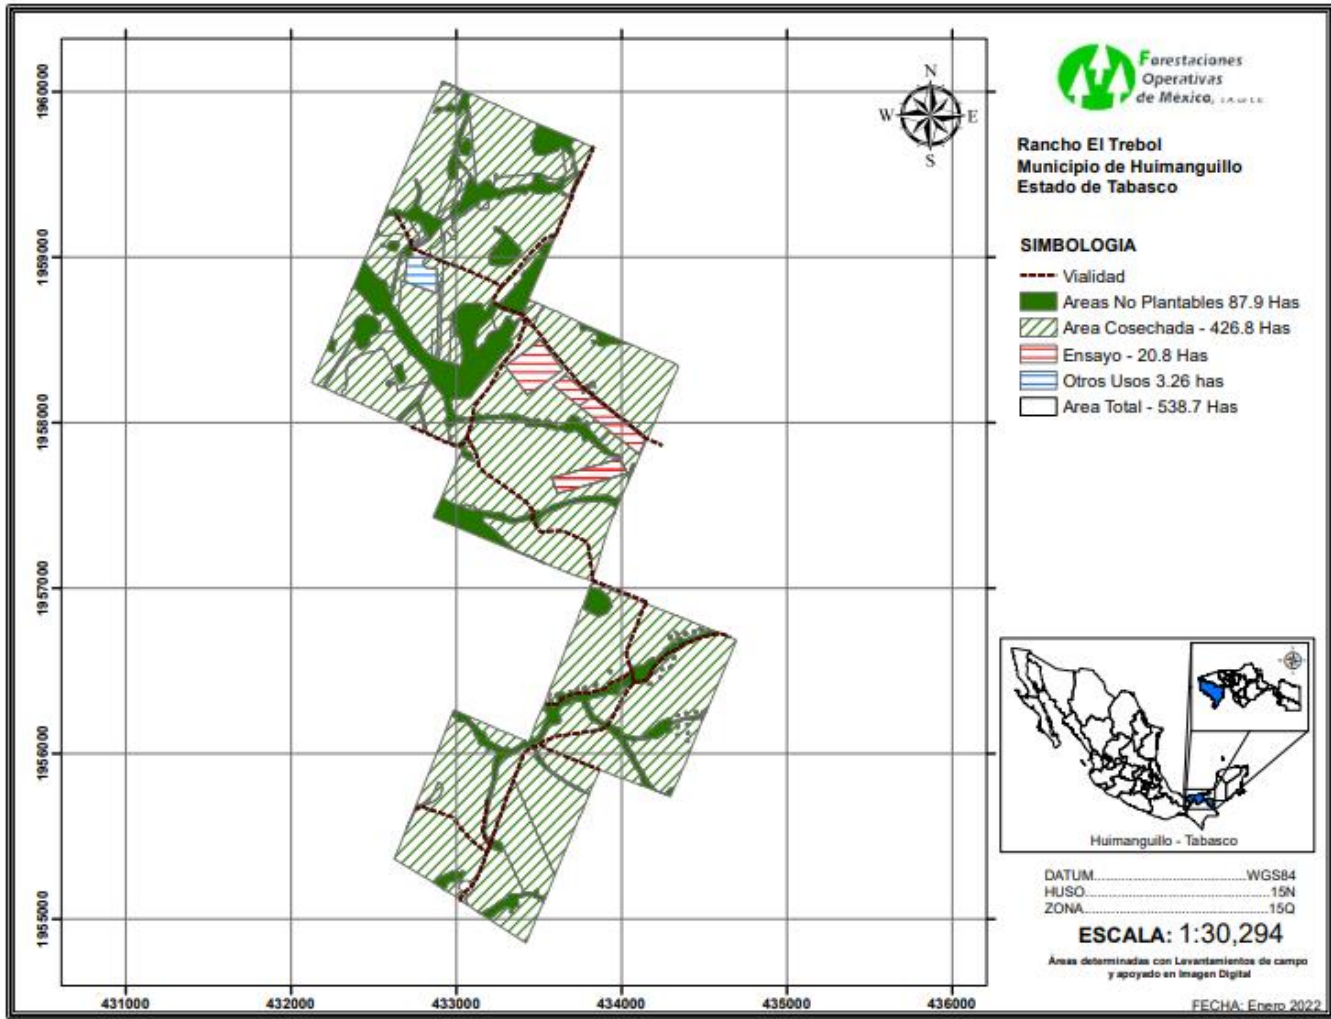 Forestaciones
Operativas
de México,
Rancho El Trebol
Municipio de Huimanguillo
Estado de Tabasco
SIMBOLOGIA
Vialidad
Areas No Plantables 87.9 Has
Area Cosechada - 426.8 Has
Ensayo - 20.8 Has
Otros Usos 3.26 has
Area Total - 538.7 Has
N
W E
S
1960000
1959000
1958000
1957000
1956000
1955000
431000 432000 433000 434000 435000 436000
Huimanguillo - Tabasco
DATUM WGS84
HUSO 15N
ZONA 15Q
ESCALA: 1:30,294
Áreas determinadas con Levantamientos de campo
y apoyado en Imagen Digital
FECHA: Enero 2022